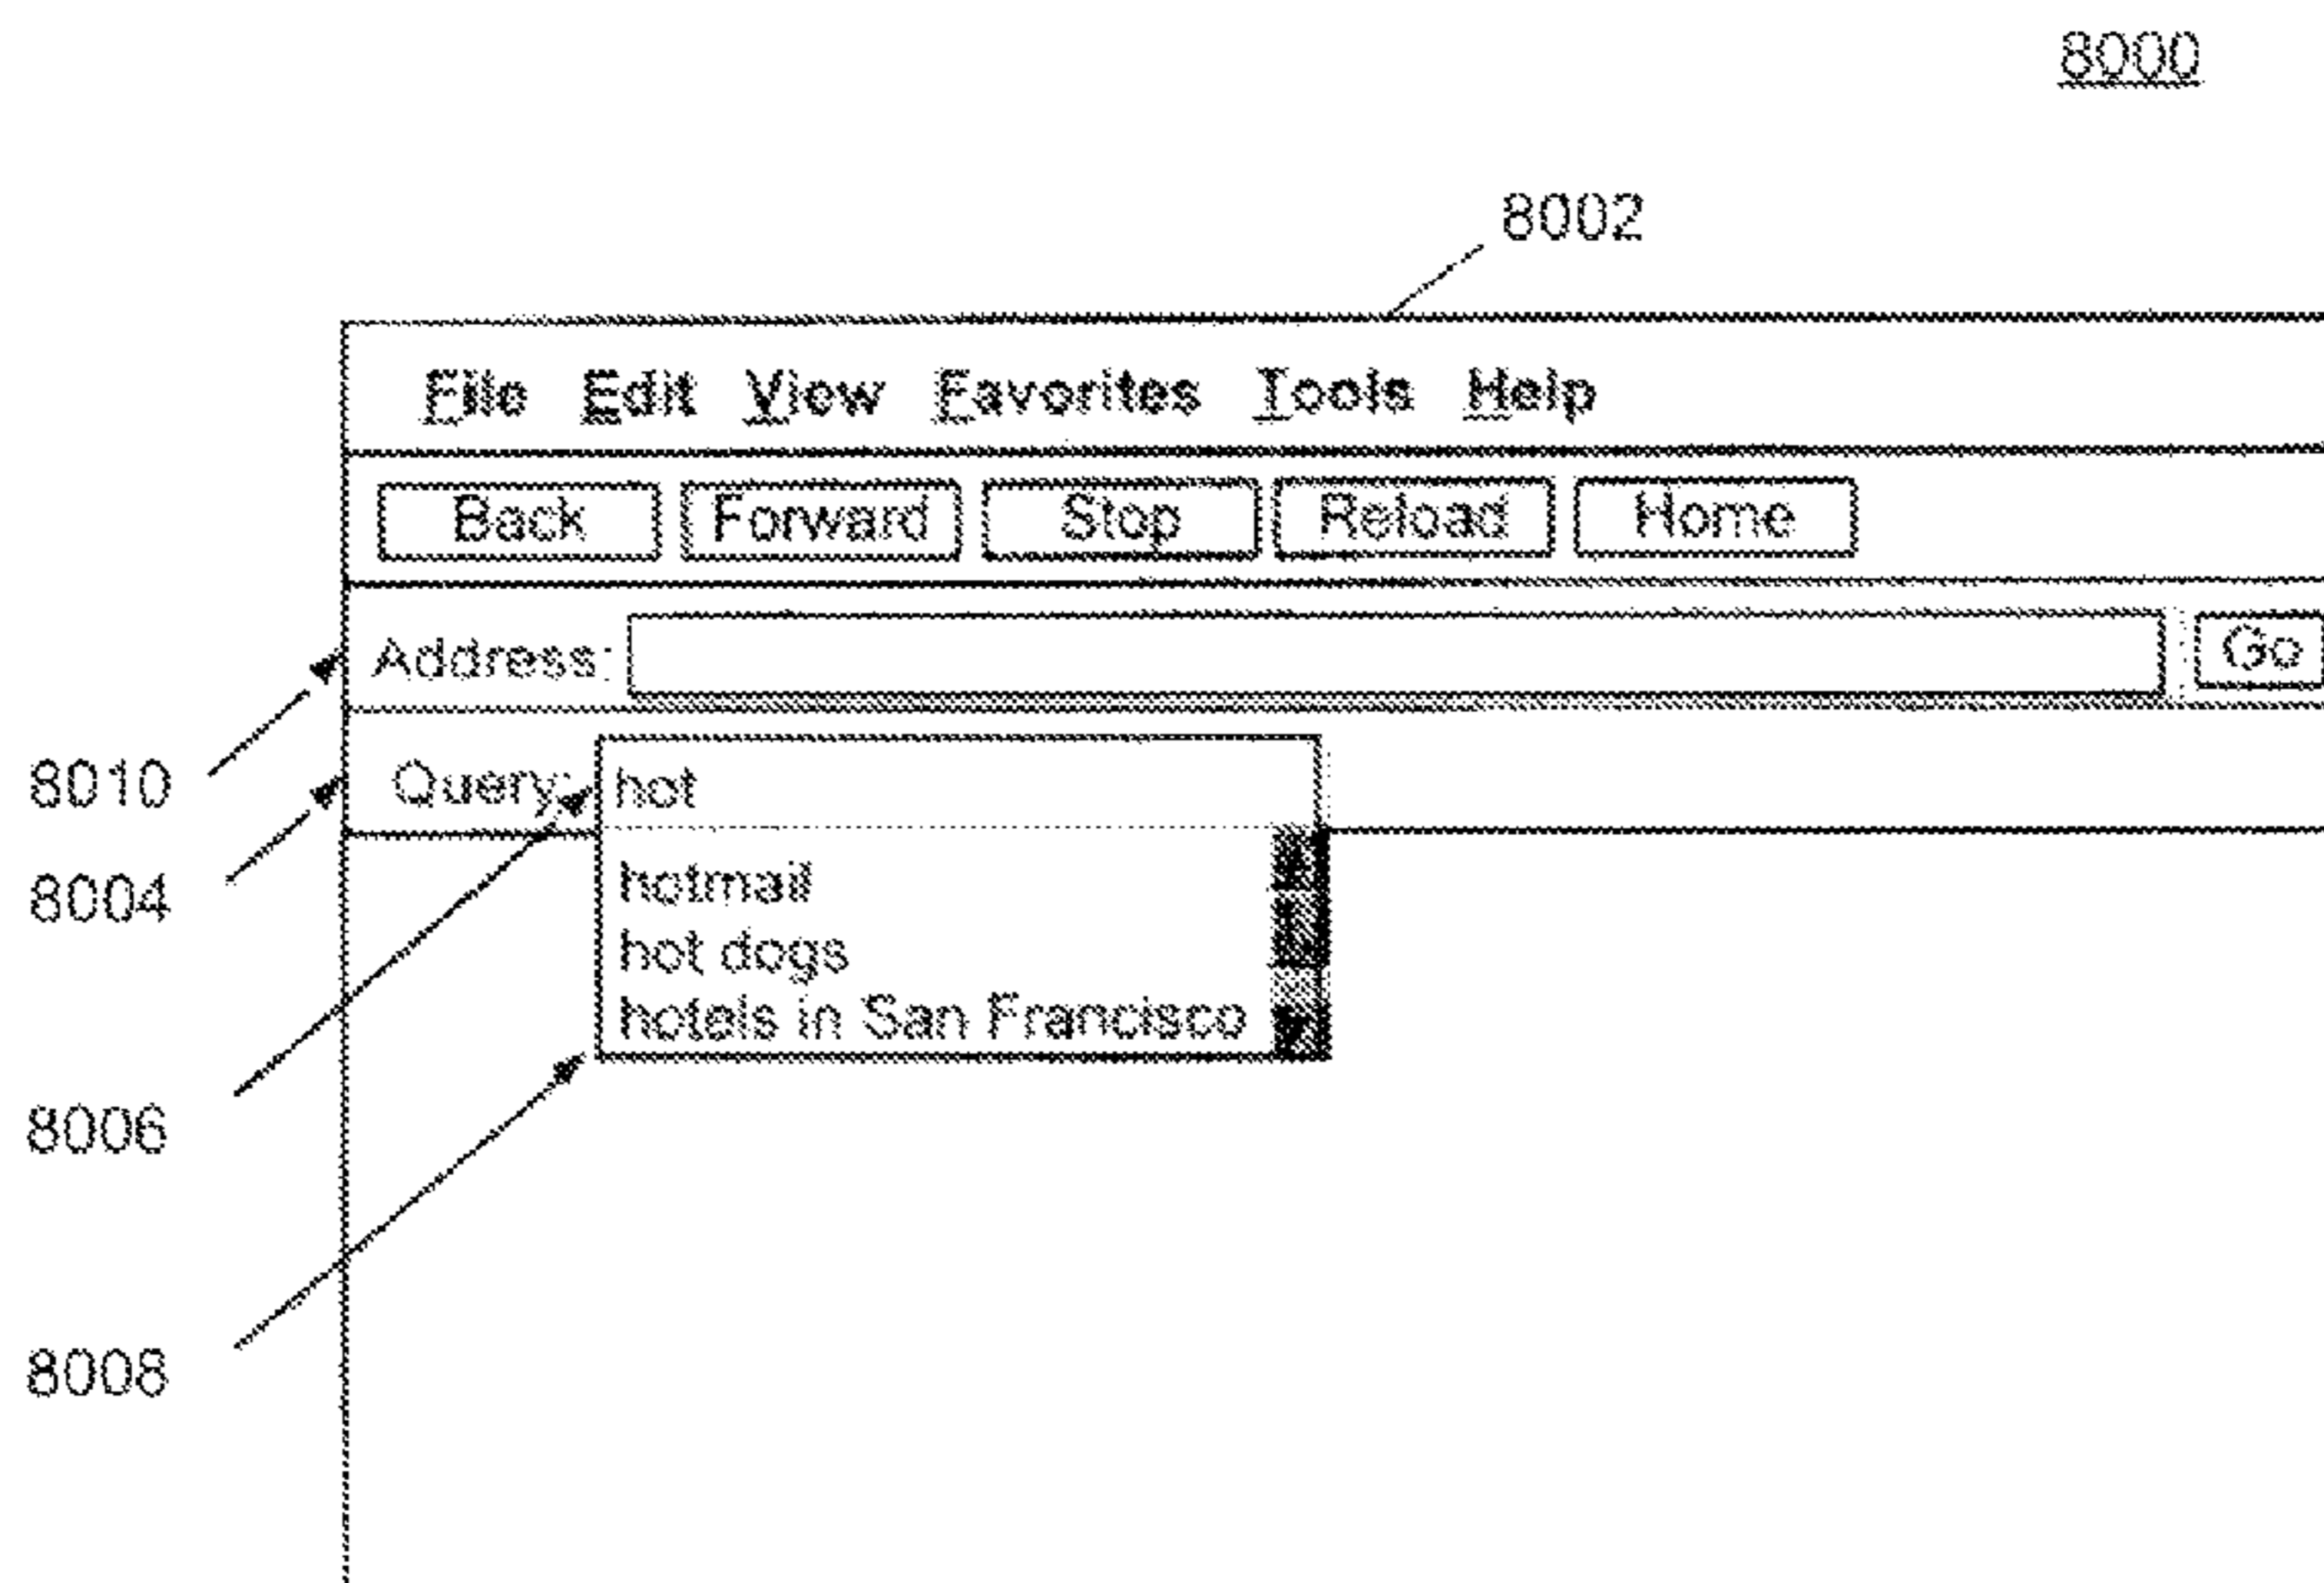 8000
8002
File Edit View Favorites Tools Help
Back Forward Stop Reload Home
Address: Go
8010
Query: hot
8004
hotmail
hot dogs
hotels in San Francisco
8006
8008